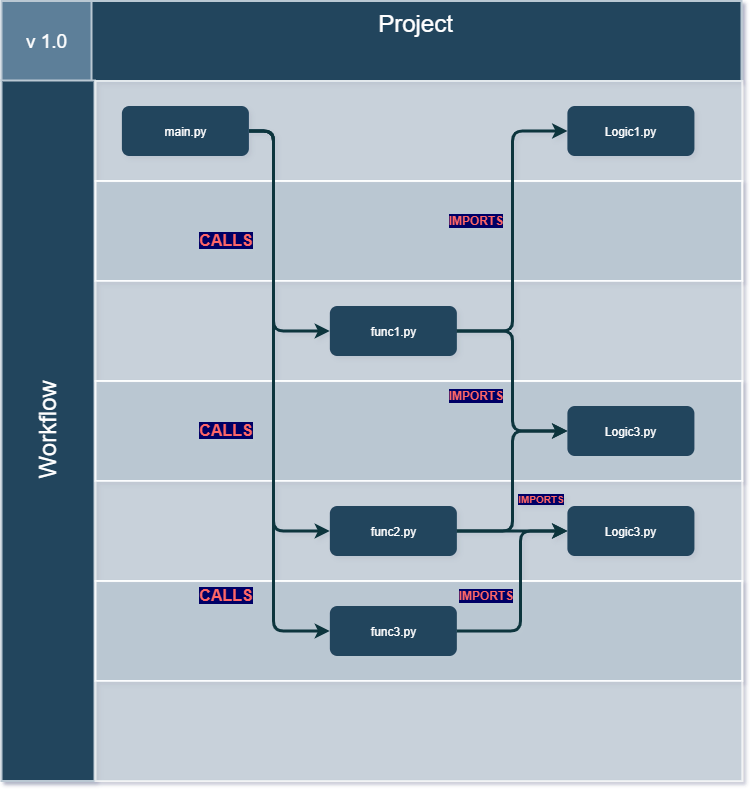 Project
v 1.0
main.py
Logic1.py
IMPORTS
CALLS
func1.py
Workflow
IMPORTS
CALLS
Logic3.py
IMPORTS
func2.py
Logic3.py
CALLS
IMPORTS
func3.py